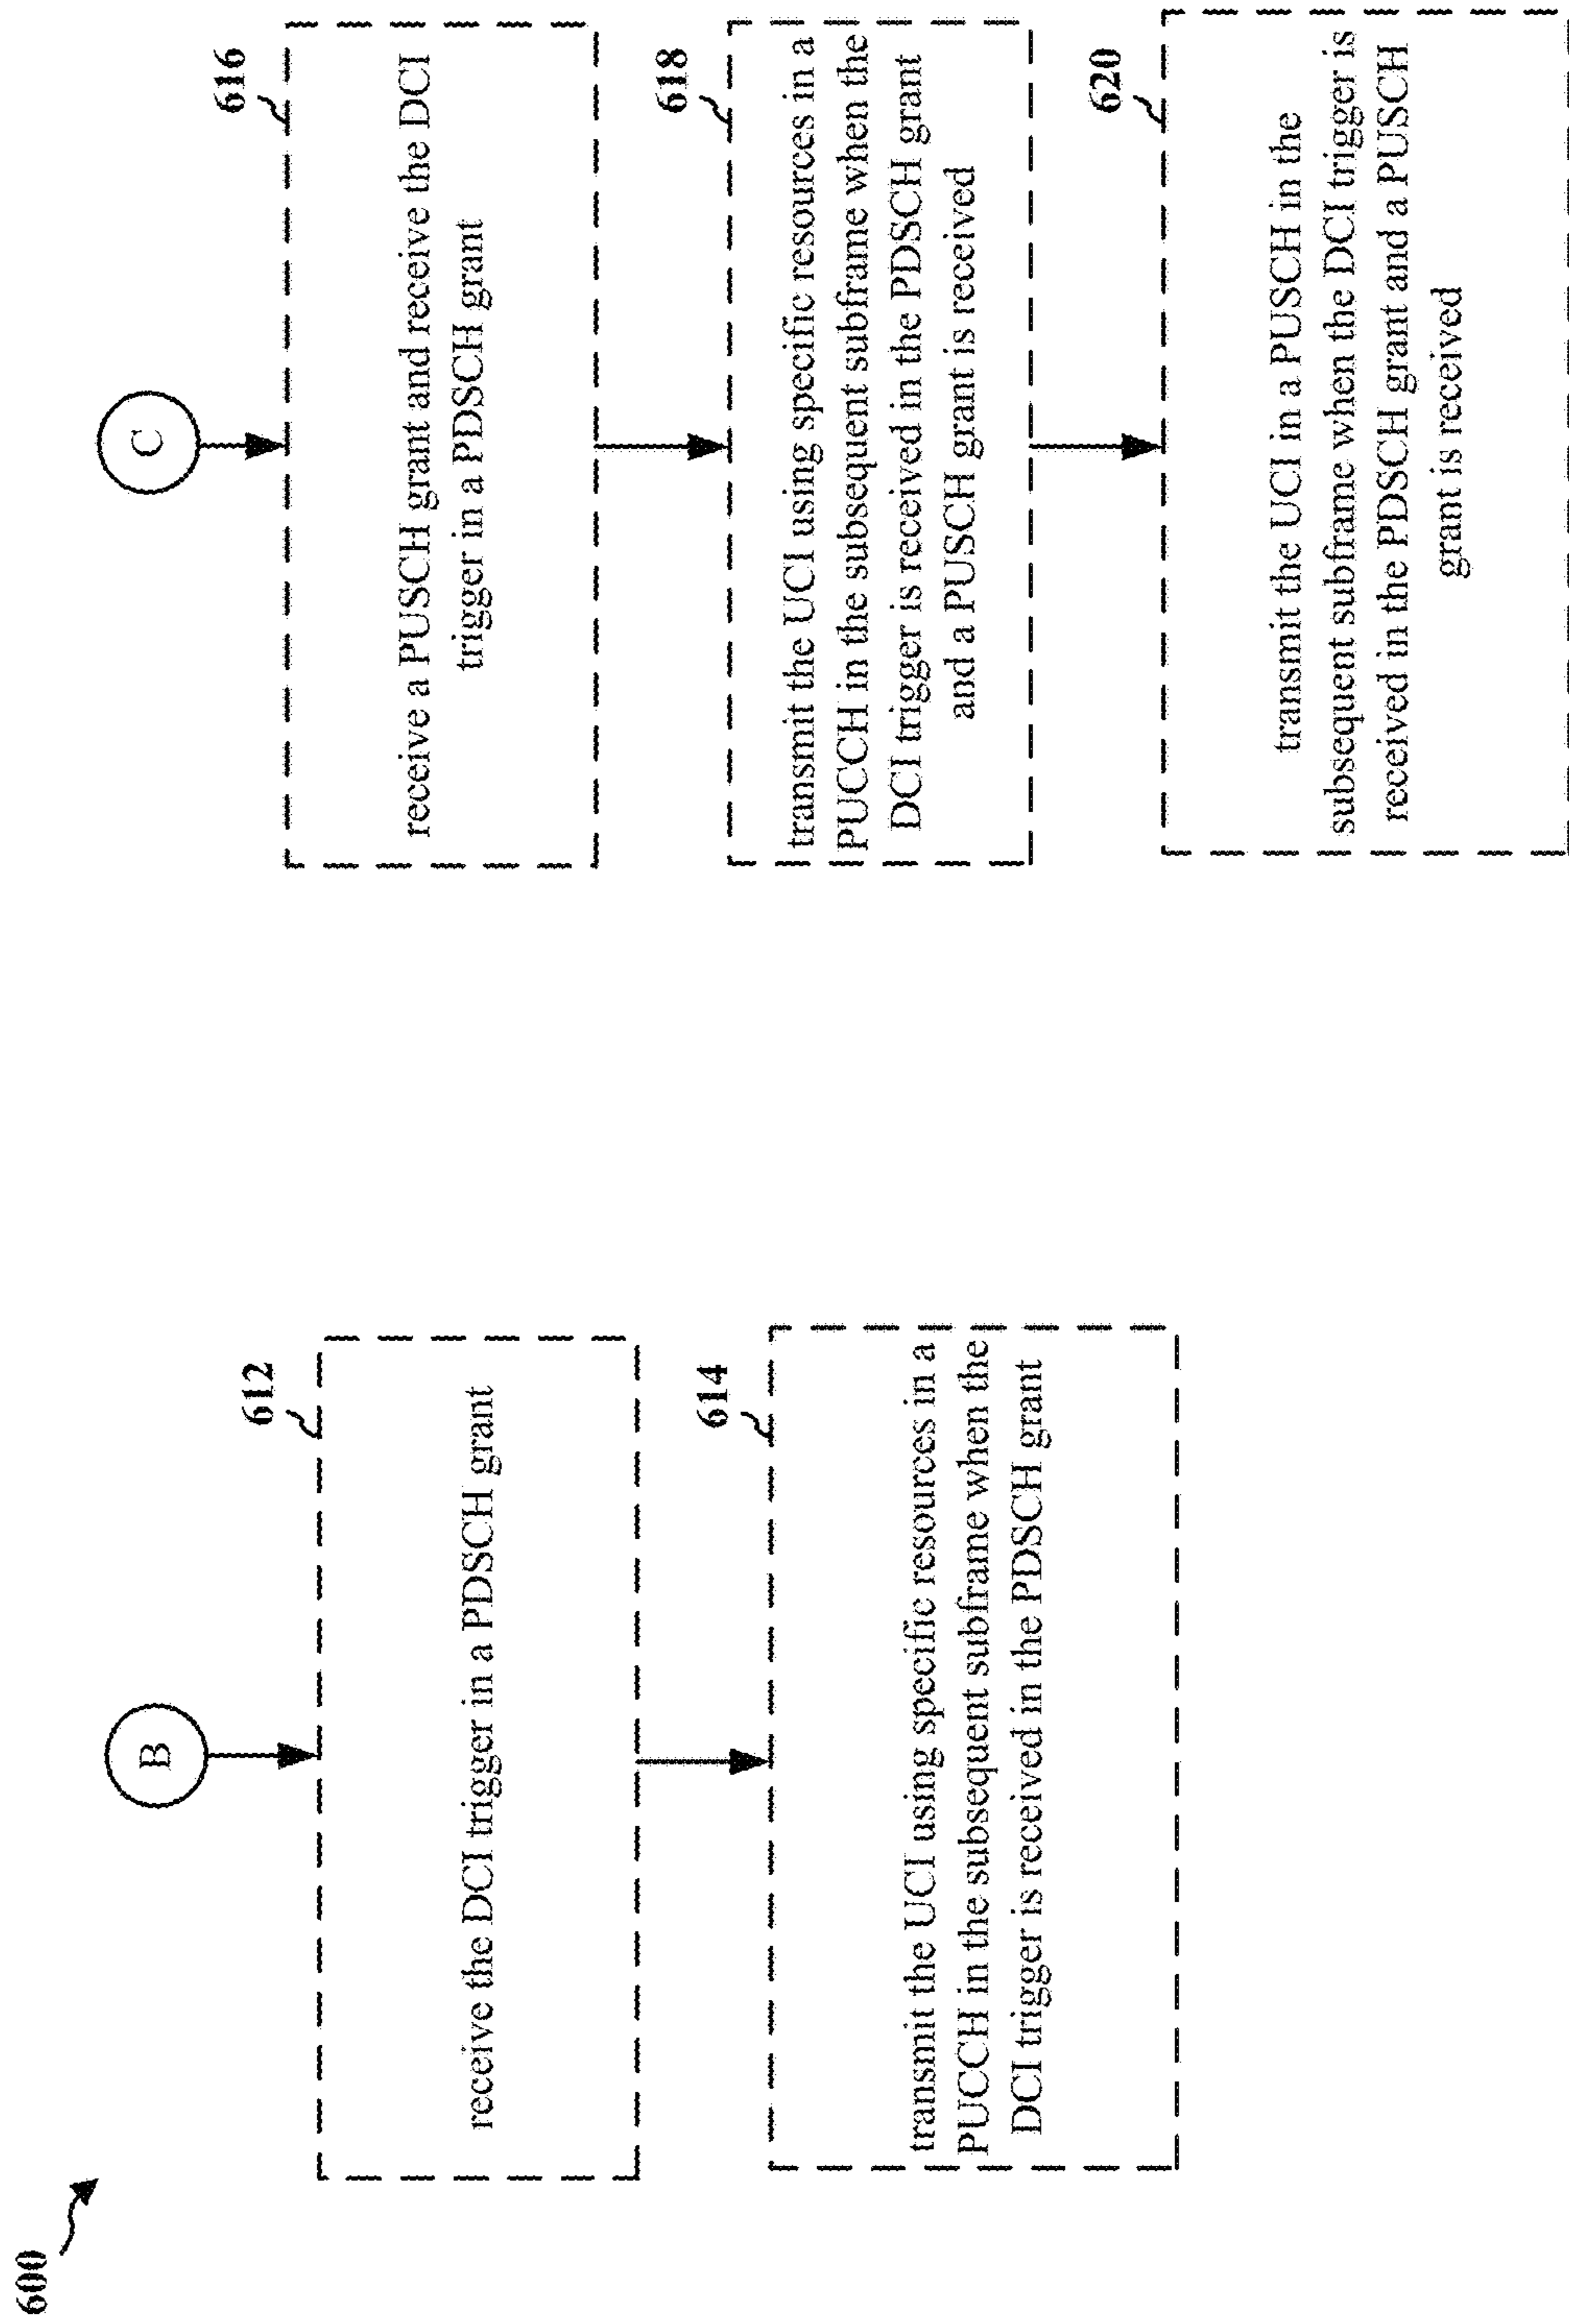 600
B
612
receive the DCI trigger in a PDSCH grant
614
transmit the UCI using specific resources in a
PUCCH in the subsequent subframe when the
DCI trigger is received in the PDSCH grant
C
616
receive a PUSCH grant and receive the DCI
trigger in a PDSCH grant
618
transmit the UCI using specific resources in a
PUCCH in the subsequent subframe when the
DCI trigger is received in the PDSCH grant
and a PUSCH grant is received
620
transmit the UCI in a PUSCH in the
subsequent subframe when the DCI trigger is
received in the PDSCH grant and a PUSCH
grant is received